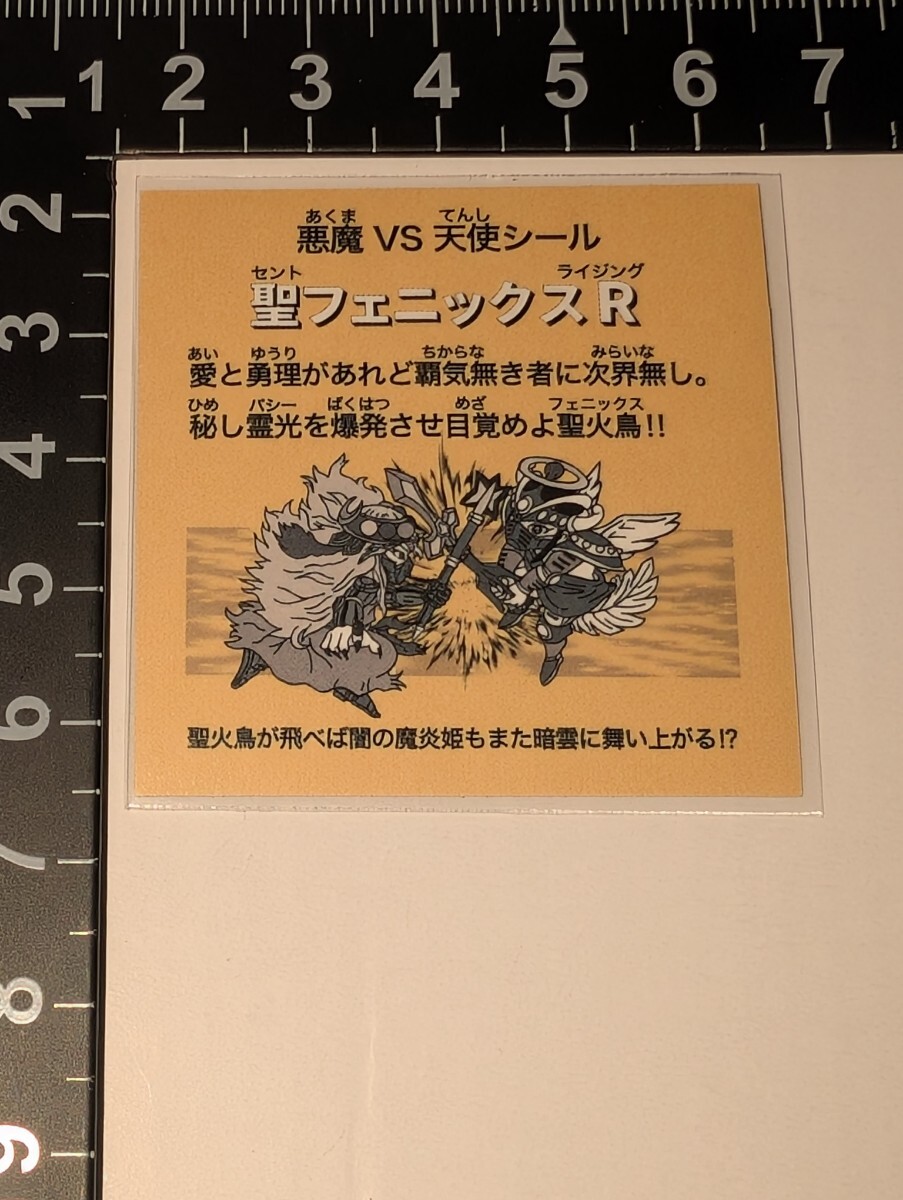 1 2 3 4 5 6 7
1
2
3
4
5
6
7
8
9
あくま てんし
悪魔 VS 天使シール
セント ライジング
聖フェニックスR
あい ゆうり ちからな みらいな
愛と勇理があれど覇気無き者に次界無し。
ひめ パシー ばくはつ めざ フェニックス
秘し霊光を爆発させ目覚めよ聖火鳥!!
聖火鳥が飛べば闇の魔炎姫もまた暗雲に舞い上がる!?